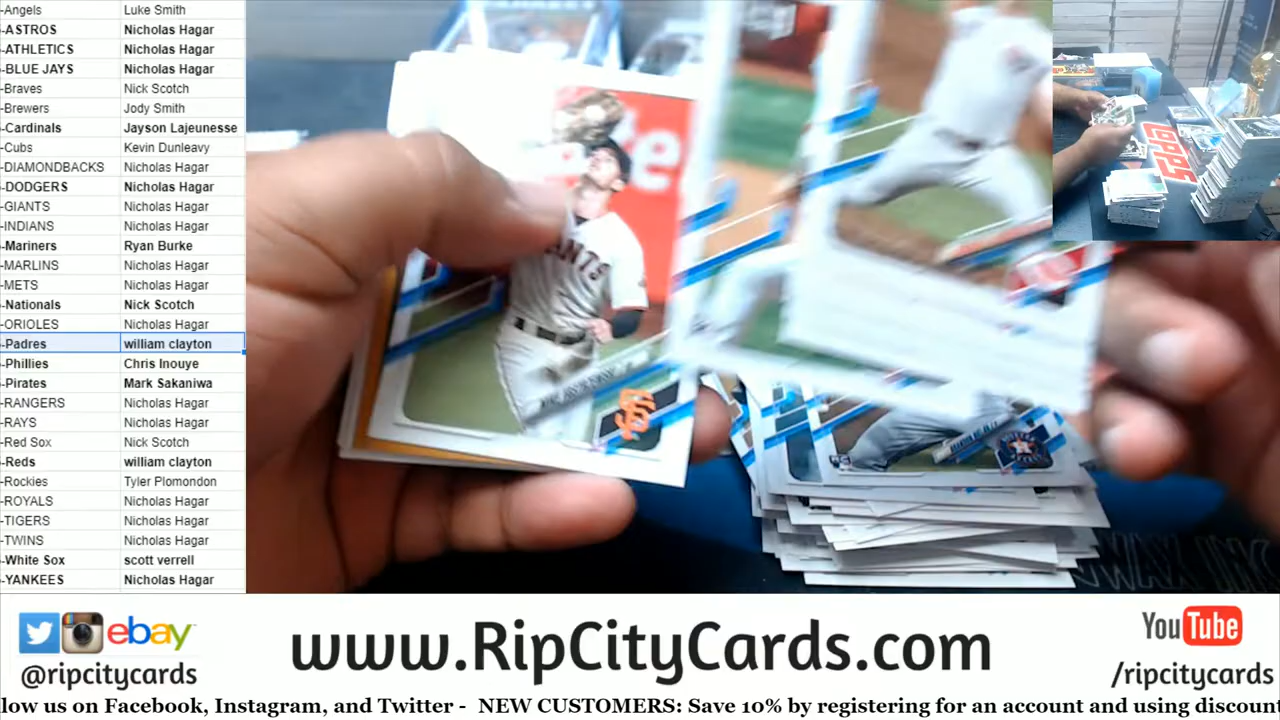 -Angels Luke Smith
-ASTROS Nicholas Hagar
-ATHLETICS Nicholas Hagar
-BLUE JAYS Nicholas Hagar
-Braves Nick Scotch
-Brewers Jody Smith
-Cardinals Jayson Lajeunesse
-Cubs Kevin Dunleavy
-DIAMONDBACKS Nicholas Hagar
-DODGERS Nicholas Hagar
-GIANTS Nicholas Hagar
-INDIANS Nicholas Hagar
-Mariners Ryan Burke
-MARLINS Nicholas Hagar
-METS Nicholas Hagar
-Nationals Nick Scotch
-ORIOLES Nicholas Hagar
-Padres william clayton
-Phillies Chris Inouye
-Pirates Mark Sakaniwa
-RANGERS Nicholas Hagar
-RAYS Nicholas Hagar
-Red Sox Nick Scotch
-Reds william clayton
-Rockies Tyler Plomondon
-ROYALS Nicholas Hagar
-TIGERS Nicholas Hagar
-TWINS Nicholas Hagar
-White Sox scott verrell
-YANKEES Nicholas Hagar
ANTS
TOPPS
ebay
@ripcitycards
www.RipCityCards.com
YouTube
/ripcitycards
low us on Facebook, Instagram, and Twitter - NEW CUSTOMERS: Save 10% by registering for an account and using discoun